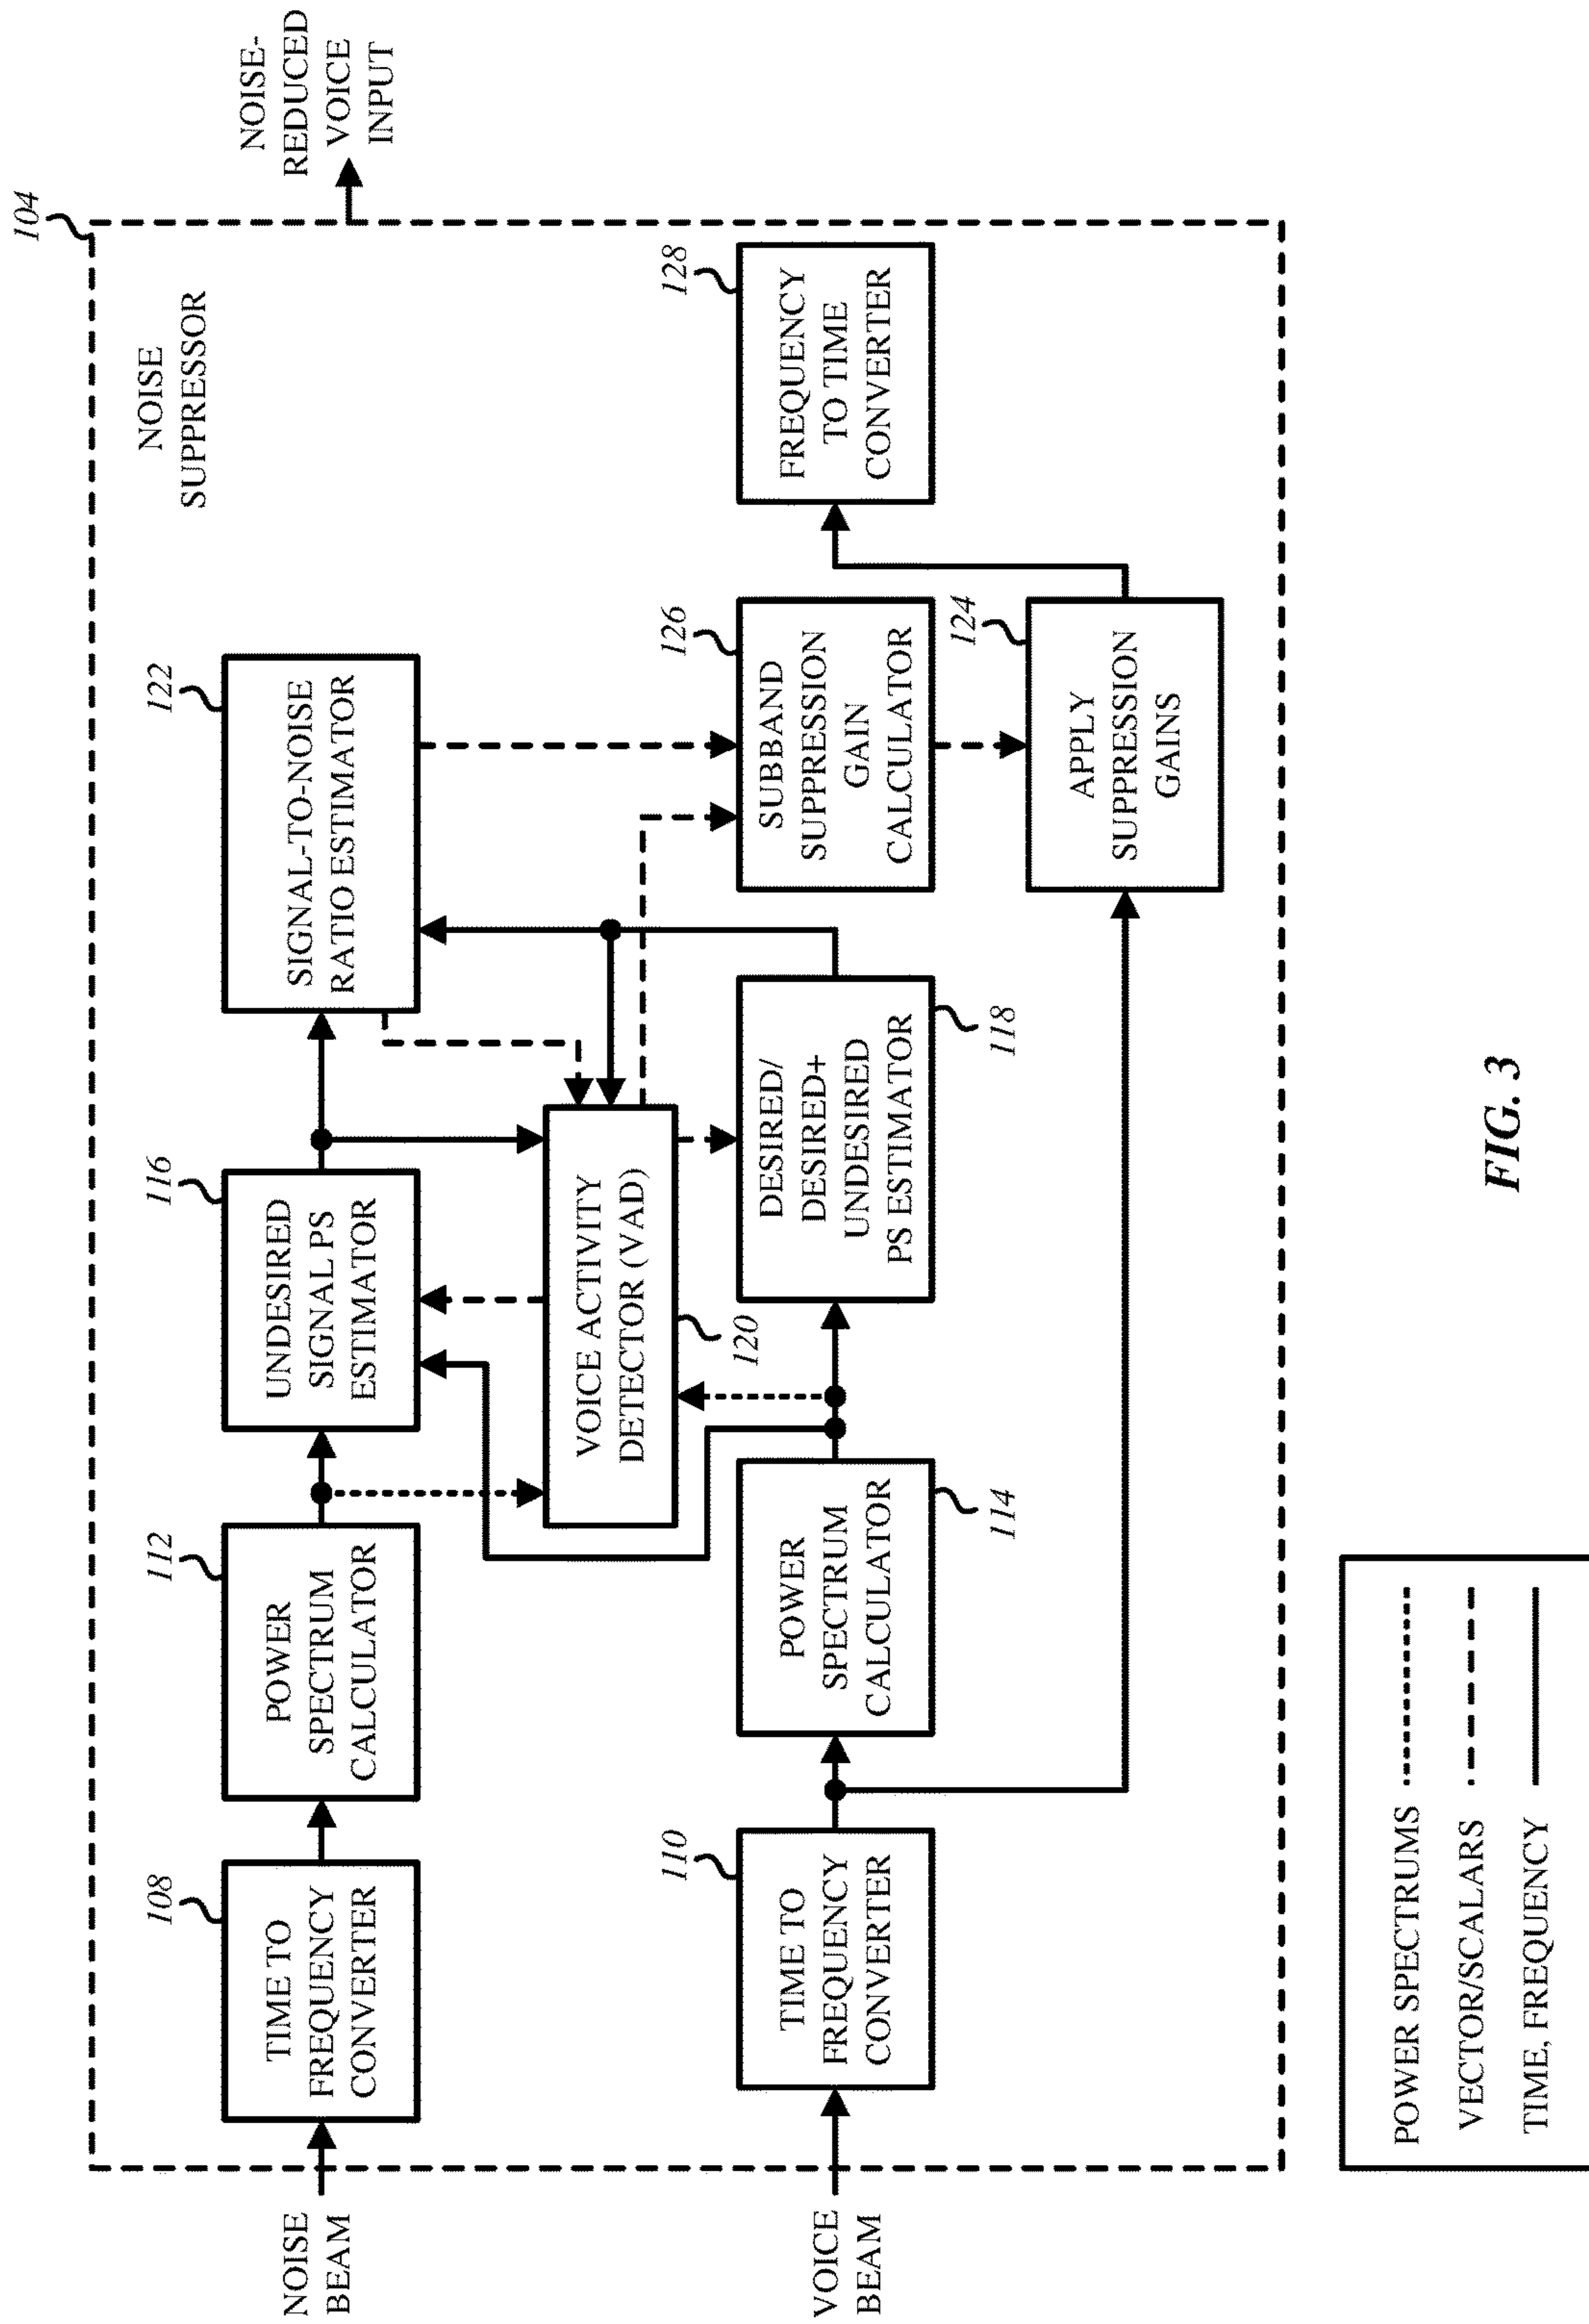 104
NOISE
SUPPRESSOR
NOISE-
REDUCED
VOICE
INPUT
NOISE
BEAM
108
TIME TO
FREQUENCY
CONVERTER
112
POWER
SPECTRUM
CALCULATOR
116
UNDESIRED
SIGNAL PS
ESTIMATOR
122
SIGNAL-TO-NOISE
RATIO ESTIMATOR
VOICE ACTIVITY
DETECTOR (VAD)
120
VOICE
BEAM
110
TIME TO
FREQUENCY
CONVERTER
POWER
SPECTRUM
CALCULATOR
114
DESIRED/
DESIRED+
UNDESIRED
PS ESTIMATOR
118
126
SUBBAND
SUPPRESSION
GAIN
CALCULATOR
128
FREQUENCY
TO TIME
CONVERTER
124
APPLY
SUPPRESSION
GAINS
POWER SPECTRUMS
VECTOR/SCALARS
TIME, FREQUENCY
FIG. 3